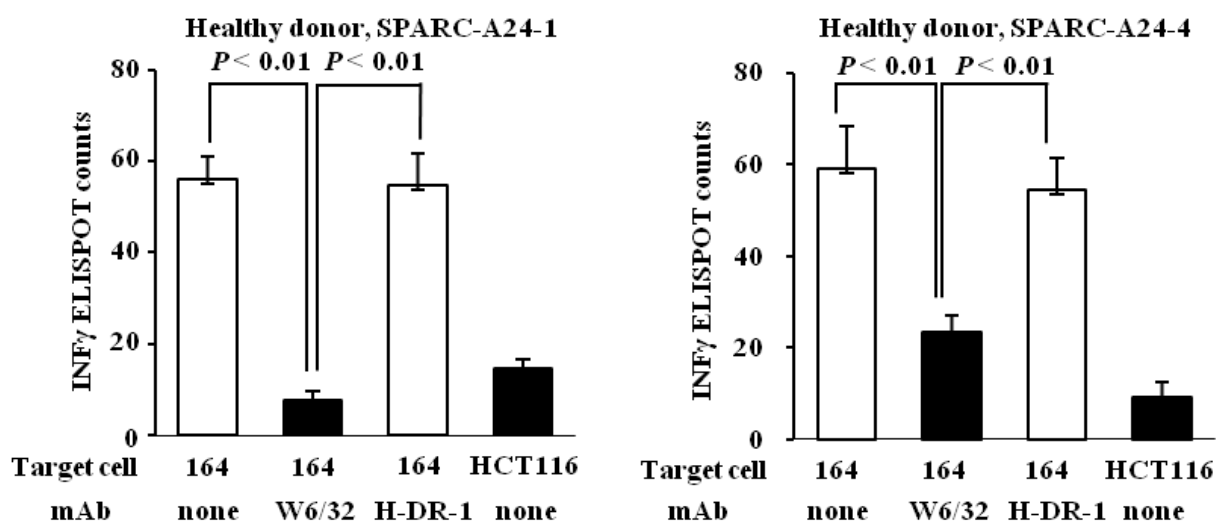 Healthy donor, SPARC-A24-1
P < 0.01 P < 0.01
80
60
40
20
0
INFγ ELISPOT counts
Target cell 164 164 164 HCT116
mAb none W6/32 H-DR-1 none
Healthy donor, SPARC-A24-4
P < 0.01 P < 0.01
80
60
40
20
0
INFγ ELISPOT counts
Target cell 164 164 164 HCT116
mAb none W6/32 H-DR-1 none